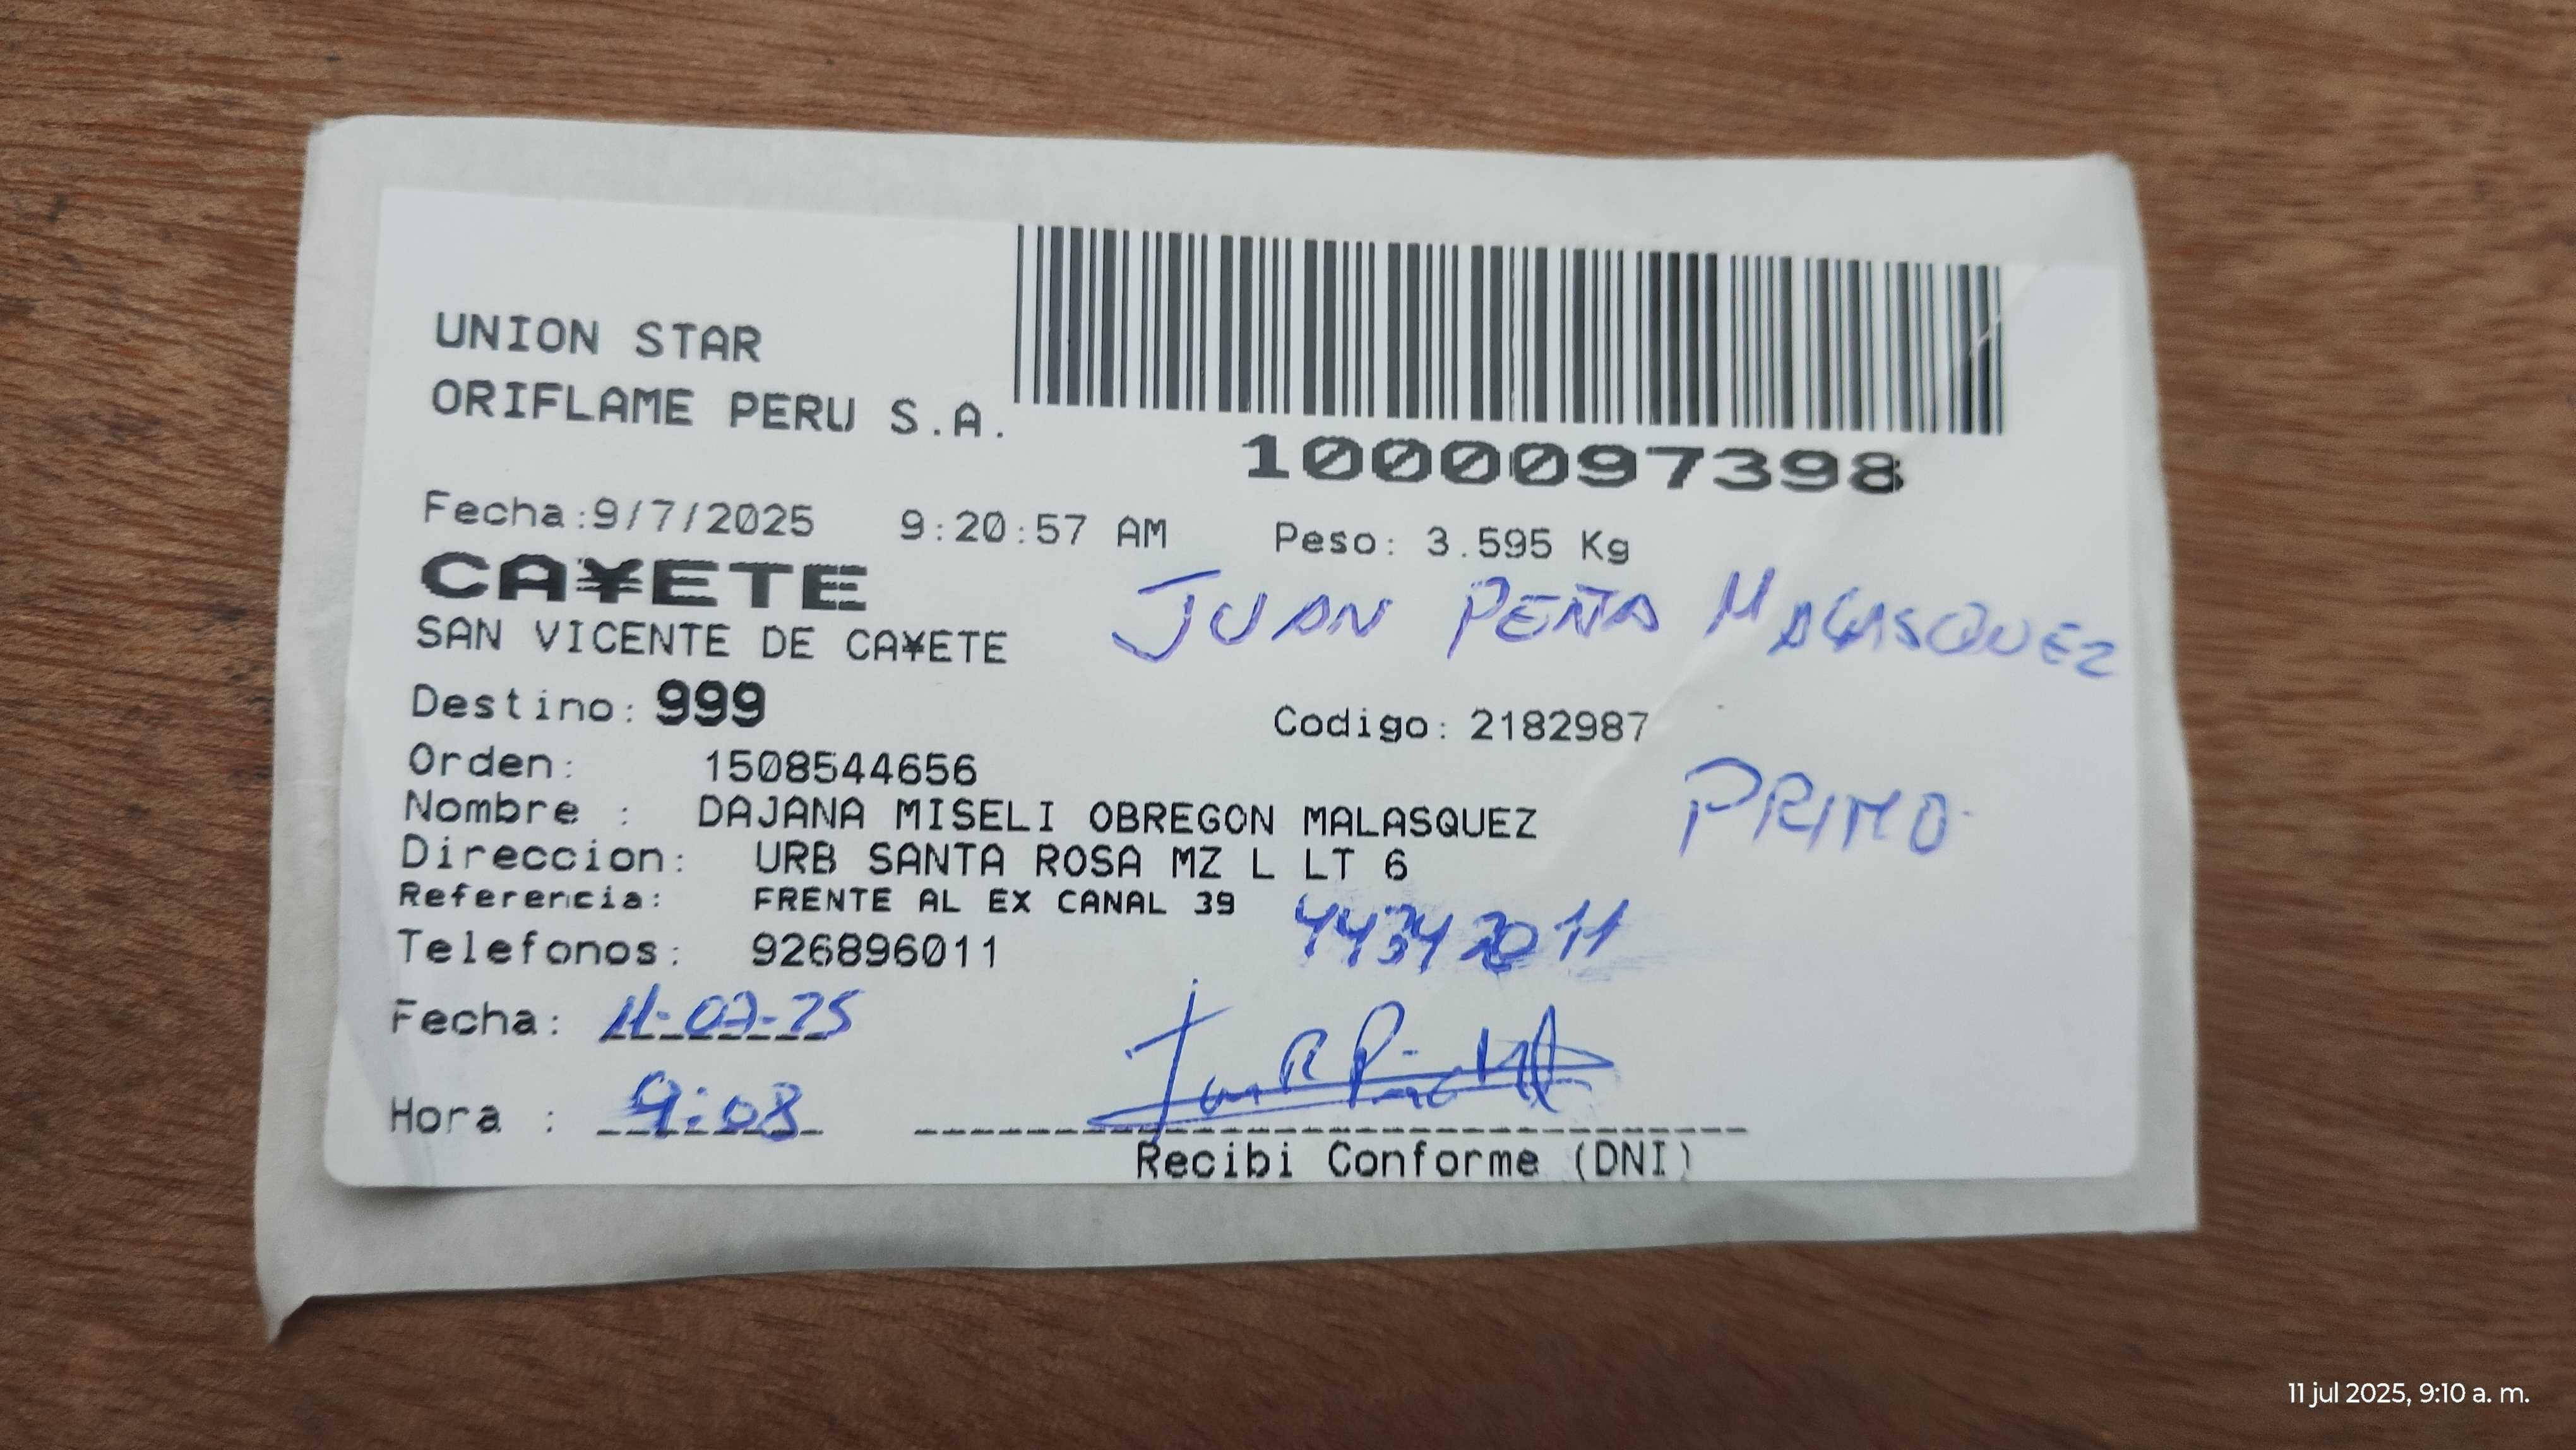 UNION STAR
ORIFLAME PERU S.A.
1000097398
Fecha:9/7/2025 9:20:57 AM Peso: 3.595 Kg
CA¥ETE
JUAN PEÑA MALASQUEZ
SAN VICENTE DE CA¥ETE
Destino: 999 Codigo: 2182987
Orden: 1508544656
PRIMO
Nombre : DAJANA MISELI OBREGON MALASQUEZ
Direccion: URB SANTA ROSA MZ L LT 6
Referencia: FRENTE AL EX CANAL 39
44342011
Telefonos: 926896011
Fecha: 11-07-25
Hora : 9:08
Recibi Conforme (DNI)
11 jul 2025, 9:10 a. m.